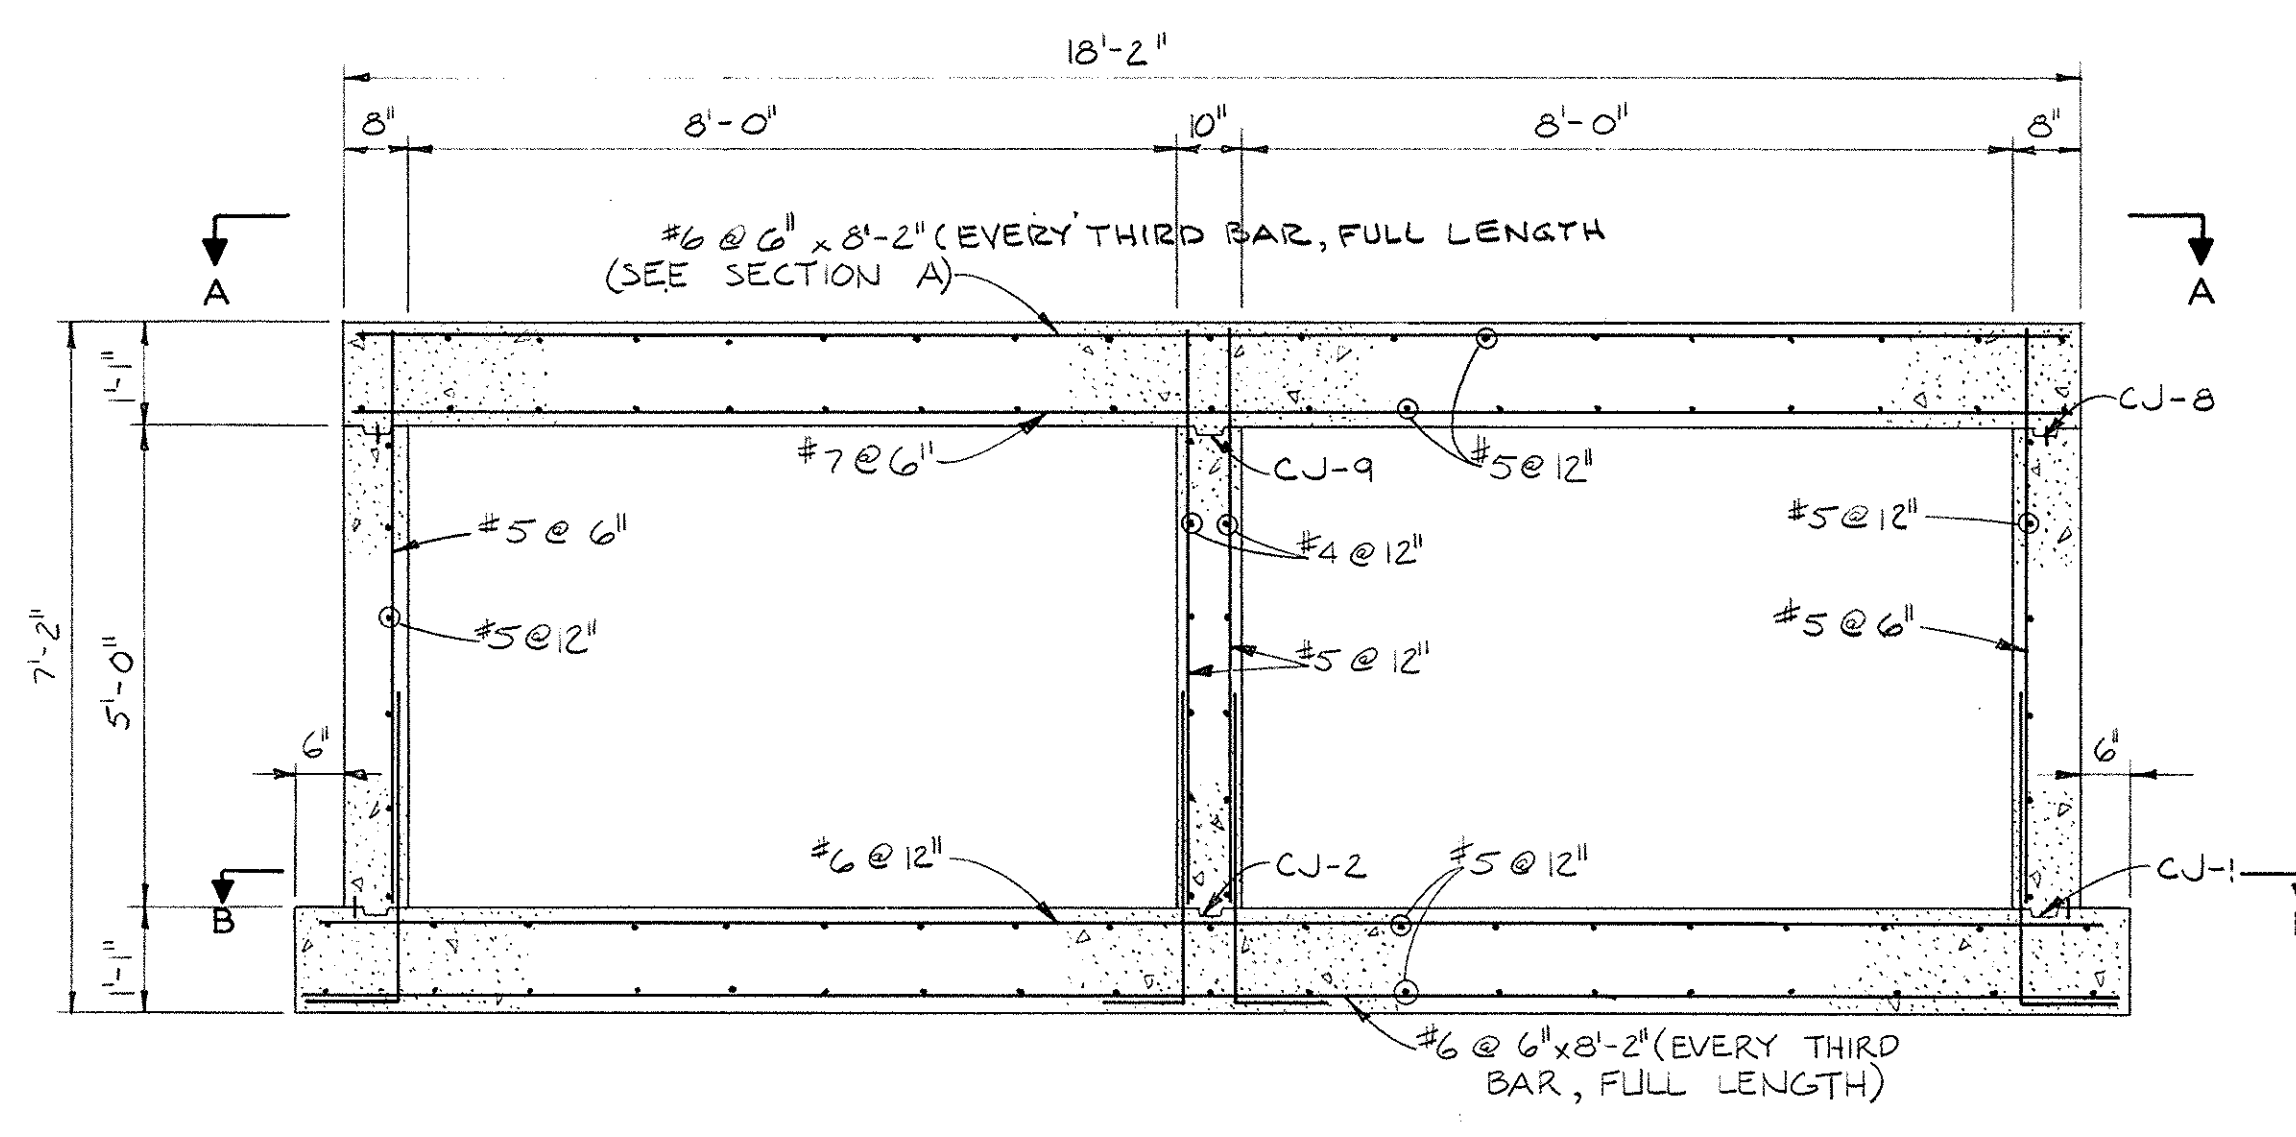 18'-2"
8" 8'-0" 10" 8'-0" 8"
#6 @ 6" x 8'-2" (EVERY THIRD BAR, FULL LENGTH
(SEE SECTION A)
A A
1'-1"
CJ-8
#7 @ 6" CJ-9 #5 @ 12"
#5 @ 6" #4 @ 12" #5 @ 12"
7'-2" 5'-0"
#5 @ 12" #5 @ 12" #5 @ 6"
6" 6"
#6 @ 12" CJ-2 #5 @ 12" CJ-1
B
1'-1"
#6 @ 6" x 8'-2" (EVERY THIRD
BAR, FULL LENGTH)